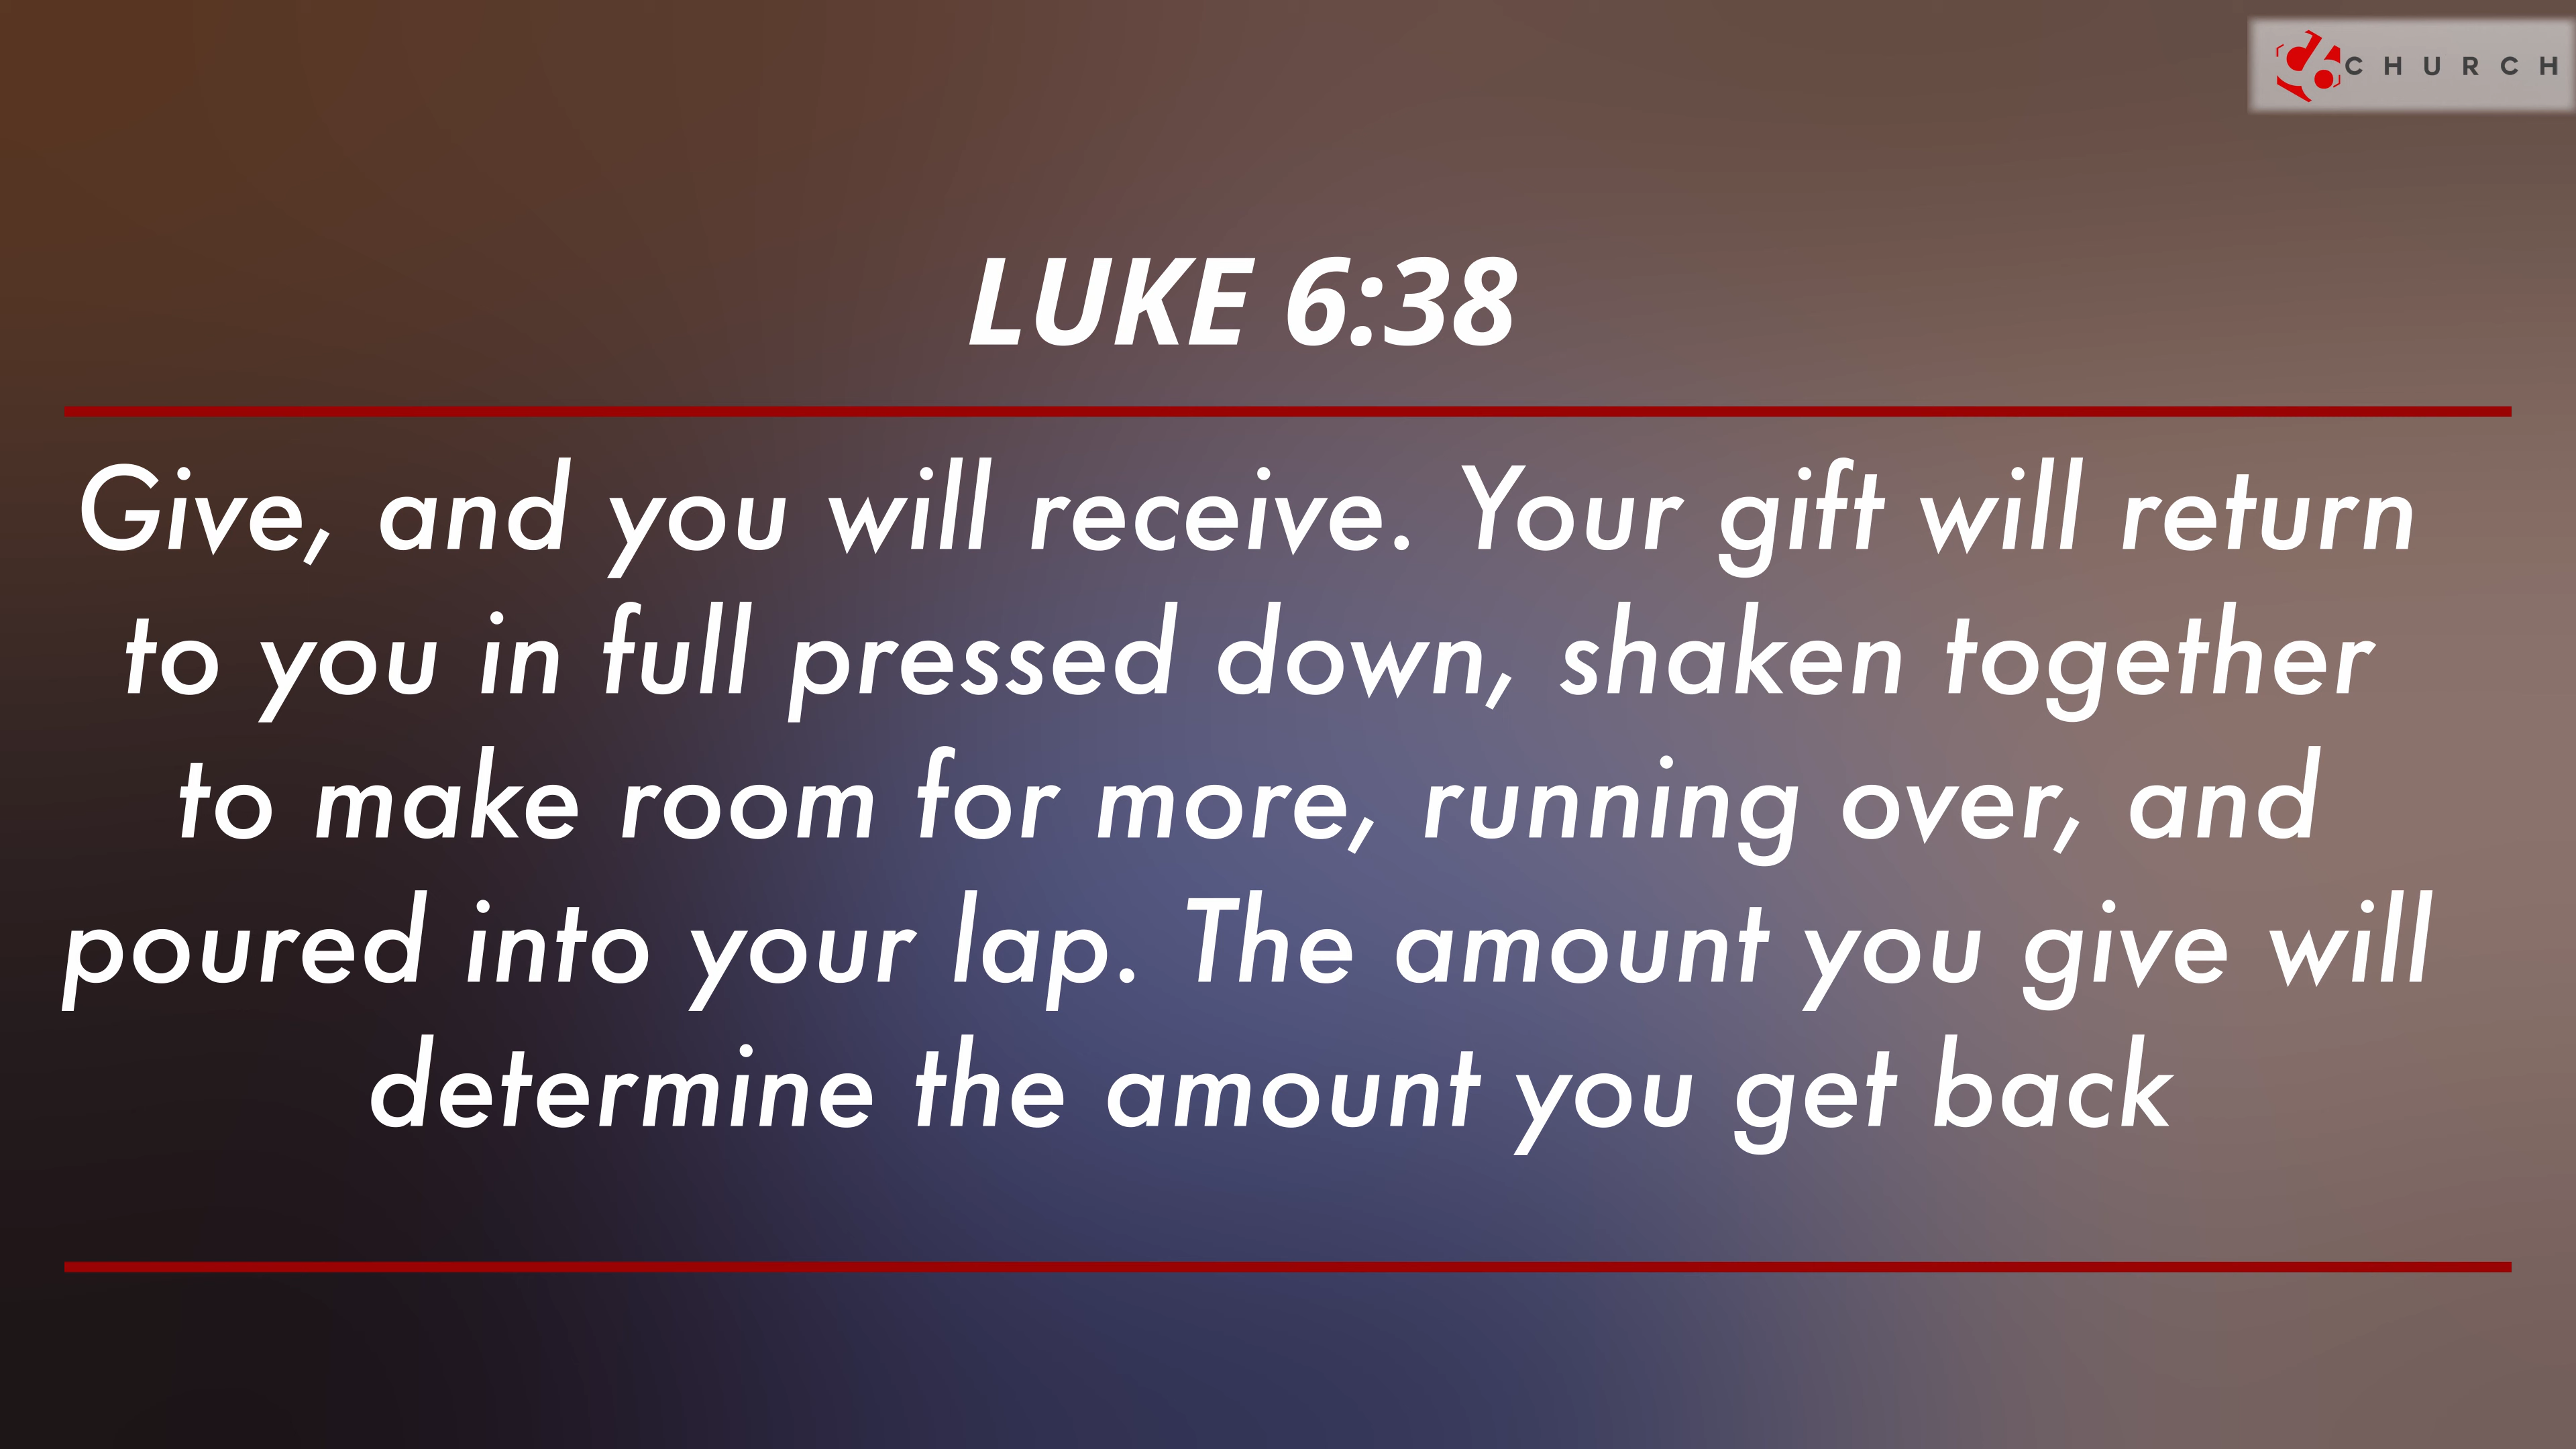 CHURCH
LUKE 6:38
Give, and you will receive. Your gift will return
to you in full pressed down, shaken together
to make room for more, running over, and
poured into your lap. The amount you give will
determine the amount you get back